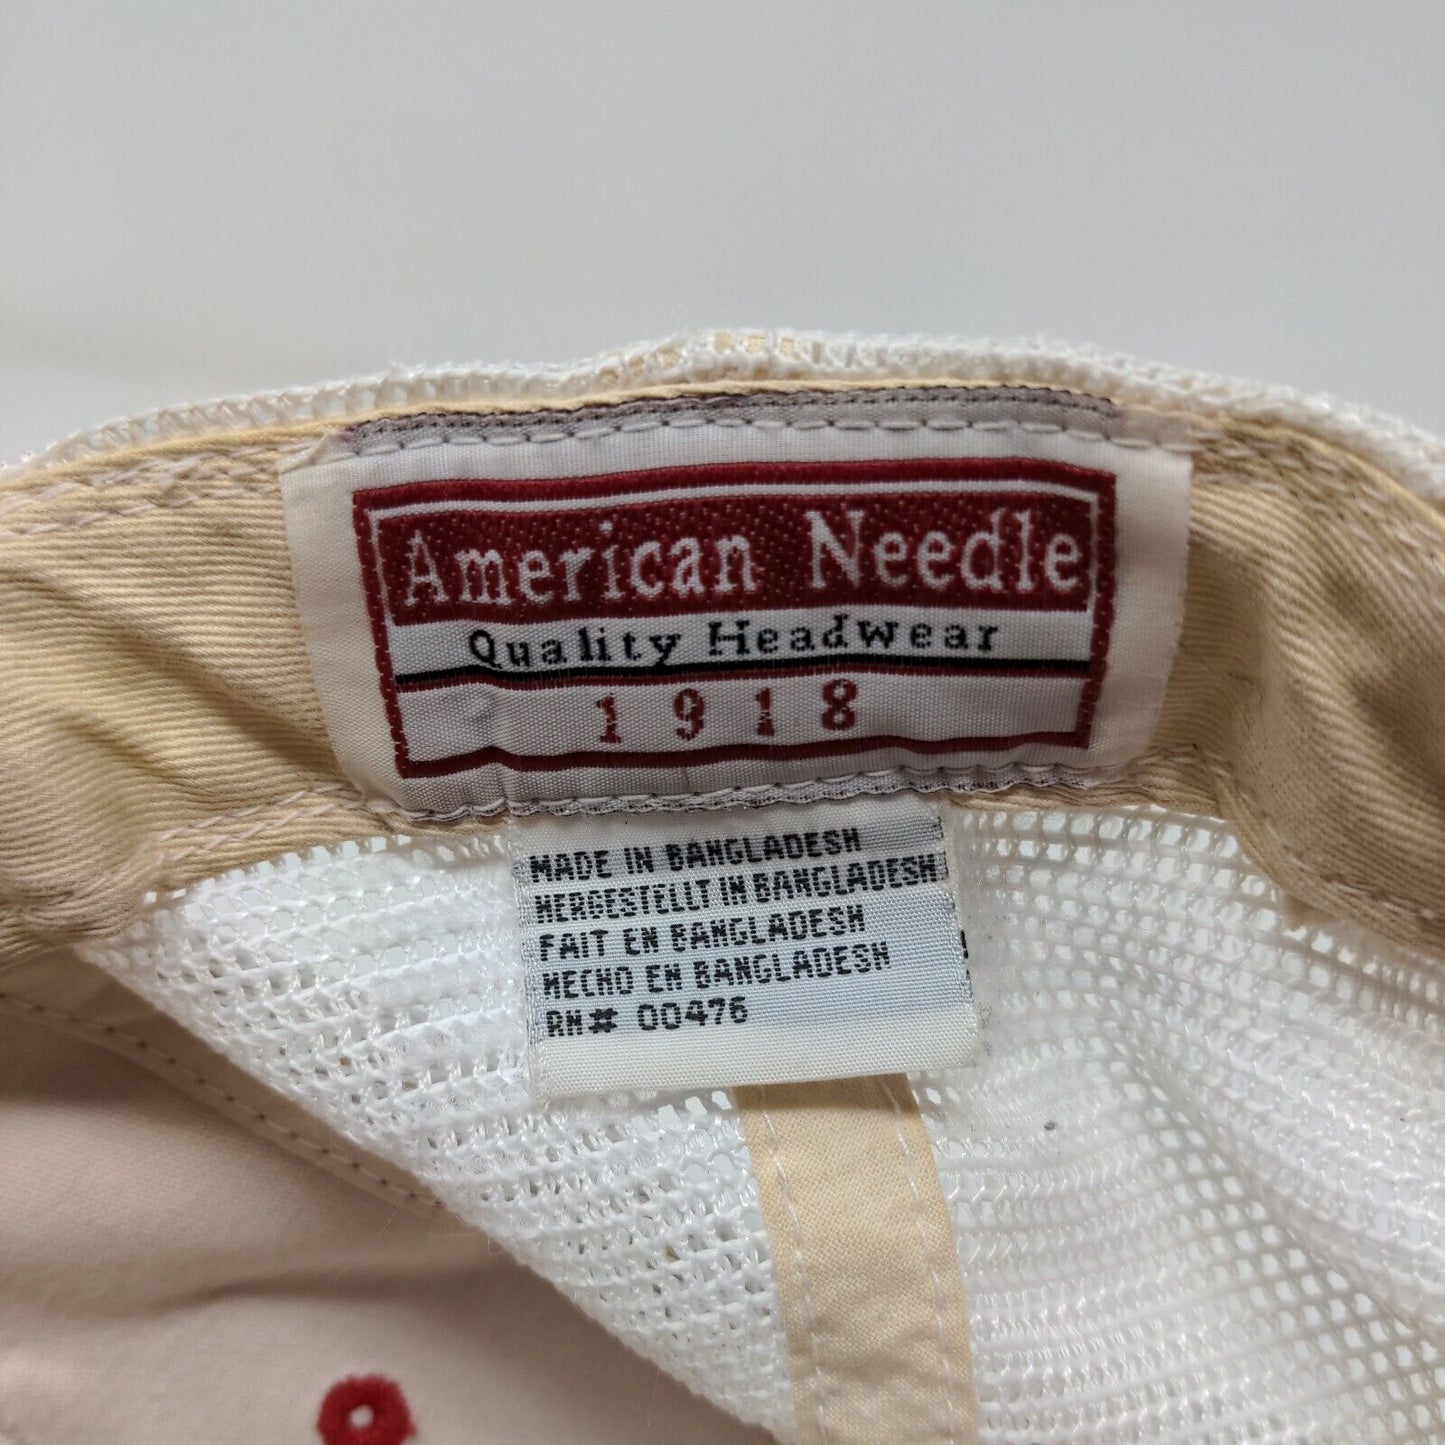 American Needle
Quality Headwear
1918
MADE IN BANGLADESH
HERGESTELLT IN BANGLADESH
FAIT EN BANGLADESH
HECHO EN BANGLADESH
RN# 00476